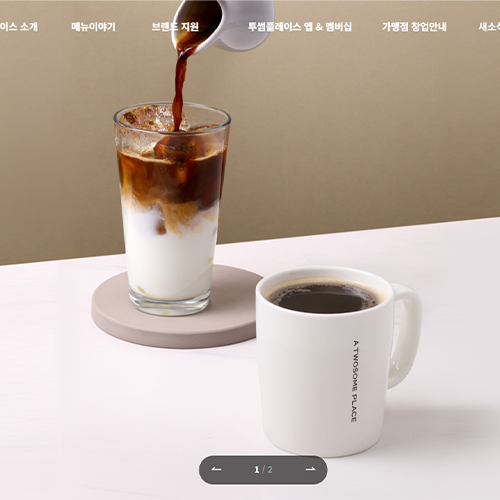 이스 소개
메뉴이야기
브랜드 지원
투썸플레이스 앱 & 멤버십
가맹점 창업안내
새소식
A TWOSOME PLACE
1 / 2